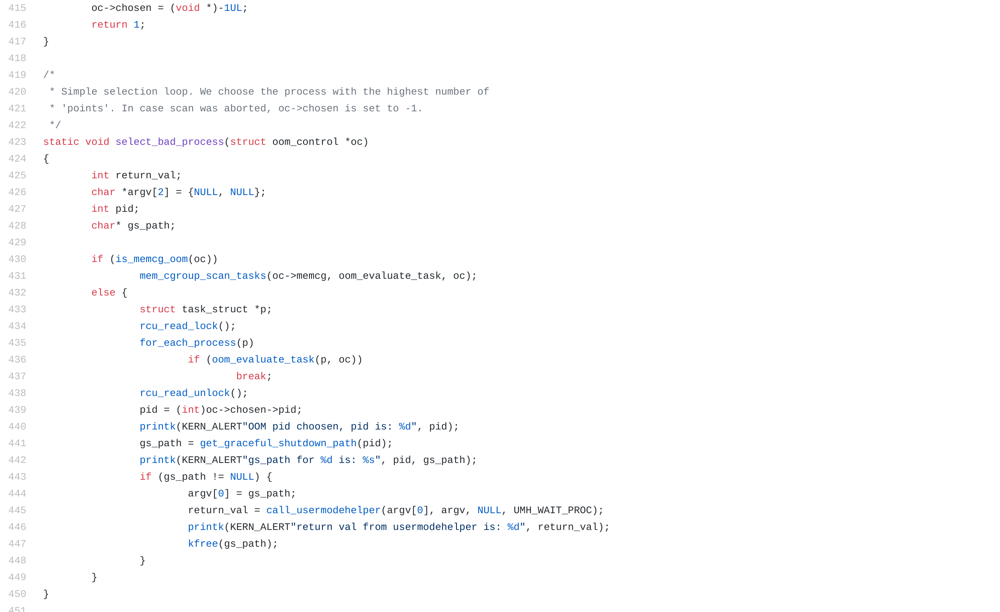 415 oc->chosen = (void *)-1UL;
416 return 1;
417 }
418
419 /*
420 * Simple selection loop. We choose the process with the highest number of
421 * 'points'. In case scan was aborted, oc->chosen is set to -1.
422 */
423 static void select_bad_process(struct oom_control *oc)
424 {
425 int return_val;
426 char *argv[2] = {NULL, NULL};
427 int pid;
428 char* gs_path;
429
430 if (is_memcg_oom(oc))
431 mem_cgroup_scan_tasks(oc->memcg, oom_evaluate_task, oc);
432 else {
433 struct task_struct *p;
434 rcu_read_lock();
435 for_each_process(p)
436 if (oom_evaluate_task(p, oc))
437 break;
438 rcu_read_unlock();
439 pid = (int)oc->chosen->pid;
440 printk(KERN_ALERT"OOM pid choosen, pid is: %d", pid);
441 gs_path = get_graceful_shutdown_path(pid);
442 printk(KERN_ALERT"gs_path for %d is: %s", pid, gs_path);
443 if (gs_path != NULL) {
444 argv[0] = gs_path;
445 return_val = call_usermodehelper(argv[0], argv, NULL, UMH_WAIT_PROC);
446 printk(KERN_ALERT"return val from usermodehelper is: %d", return_val);
447 kfree(gs_path);
448 }
449 }
450 }
451